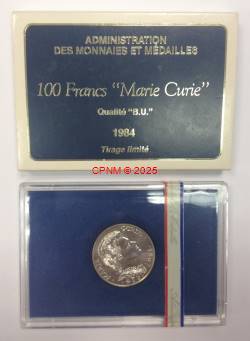 ADMINISTRATION
DES MONNAIES ET MÉDAILLES
100 Francs "Marie Curie"
Qualité "B.U."
1984
Tirage limité
CPNM © 2025